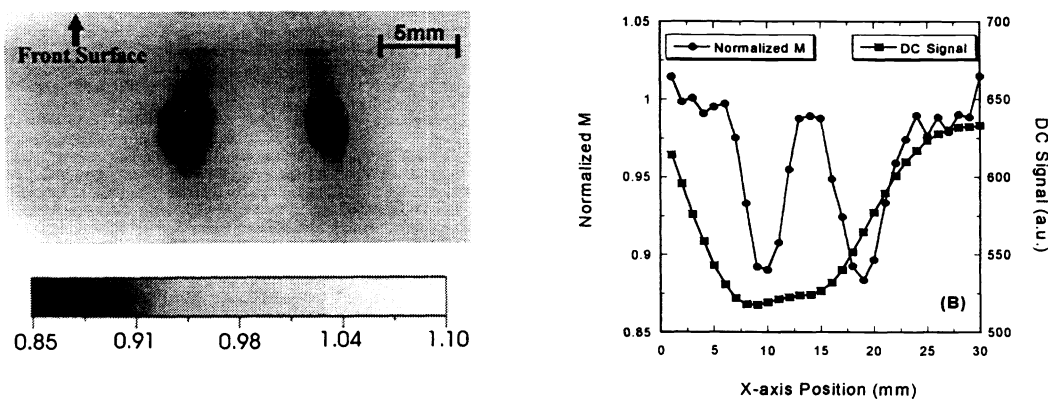 5mm
Front Surface
0.85 0.91 0.98 1.04 1.10
1.05 700
Normalized M DC Signal
1 650
0.95 600
0.9 550
0.85 500
(B)
0 5 10 15 20 25 30
X-axis Position (mm)
Normalized M
DC Signal (a.u.)